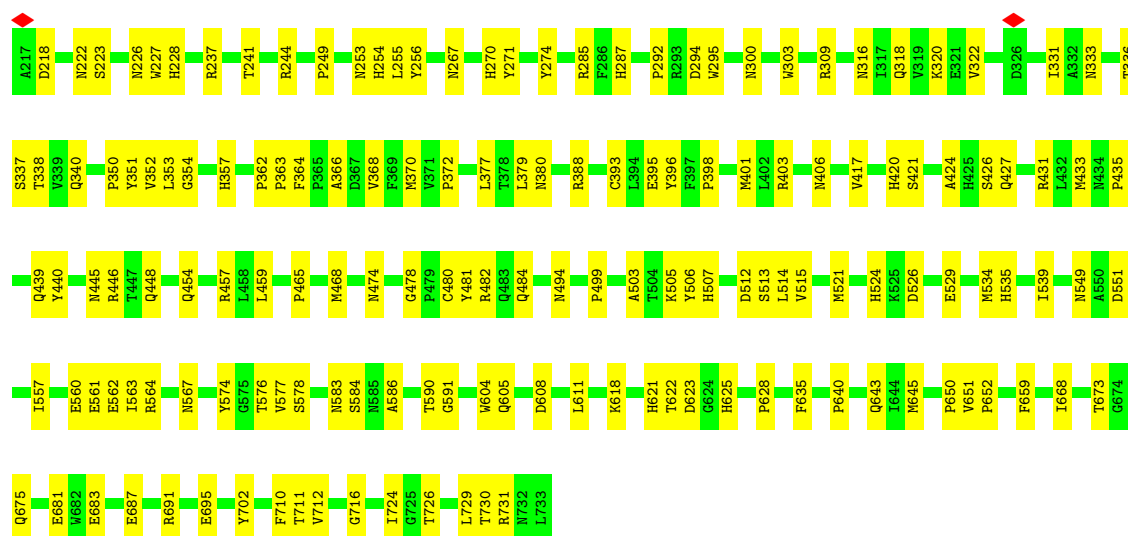 A217 D218 N222 S223 N226 W227 H228 R237 T241 R244 P249 N253 H254 L255 Y256 N267 H270 Y271 Y274 R285 F286 H287 P292 R293 D294 W295 N300 W303 R309 N316 I317 Q318 V319 K320 E321 V322 D326 I331 A332 N333 T336
S337 T338 V339 Q340 P350 Y351 V352 L353 G354 H357 P362 P363 F364 P365 A366 D367 V368 F369 M370 V371 P372 L377 T378 L379 N380 R388 C393 L394 E395 Y396 F397 P398 M401 L402 R403 N406 V417 H420 S421 A424 H425 S426 Q427 R431 L432 M433 N434 P435
Q439 Y440 N445 R446 T447 Q448 Q454 R457 L458 L459 P465 M468 N474 G478 P479 C480 Y481 R482 Q483 Q484 N494 P499 A503 T504 K505 Y506 H507 D512 S513 L514 V515 M521 H524 K525 D526 E529 M534 H535 I539 N549 A550 D551
I557 E560 E561 E562 I563 R564 N567 Y574 G575 T576 V577 S578 N583 S584 N585 A586 T590 G591 W604 Q605 D608 L611 K618 H621 T622 D623 G624 H625 P628 F635 P640 Q643 I644 M645 P650 V651 P652 F659 I668 T673 G674
Q675 E681 W682 E683 E687 R691 E695 Y702 F710 T711 V712 G716 I724 G725 T726 L729 T730 R731 N732 L733